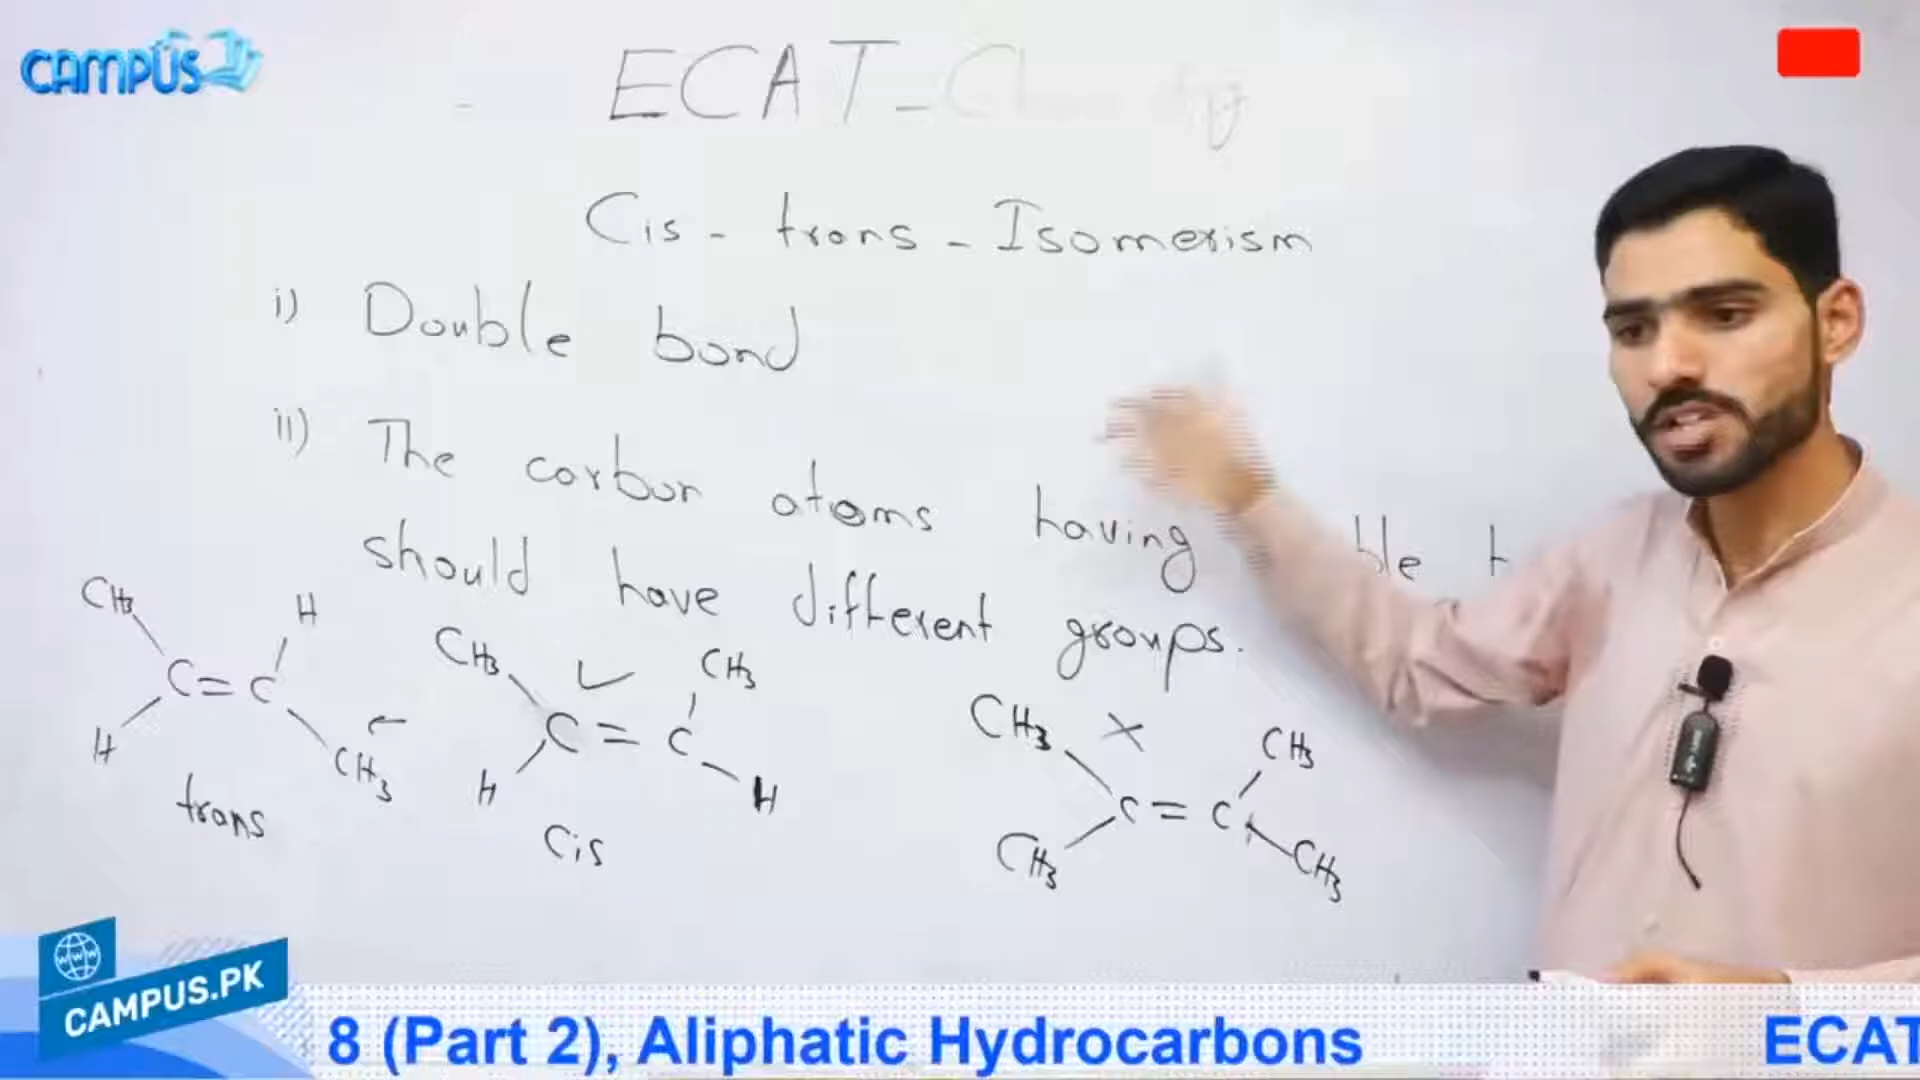 CAMPUS
ECAT -
Cis - trans - Isomerism
i) Double bond
ii) The carbon atoms having
should have different groups.
CH3 H
C=C
H CH3
trans
CH3 CH3
C=C
H H
Cis
CH3 CH3
C=C
CH3 CH3
WWW
CAMPUS.PK
8 (Part 2), Aliphatic Hydrocarbons
ECAT